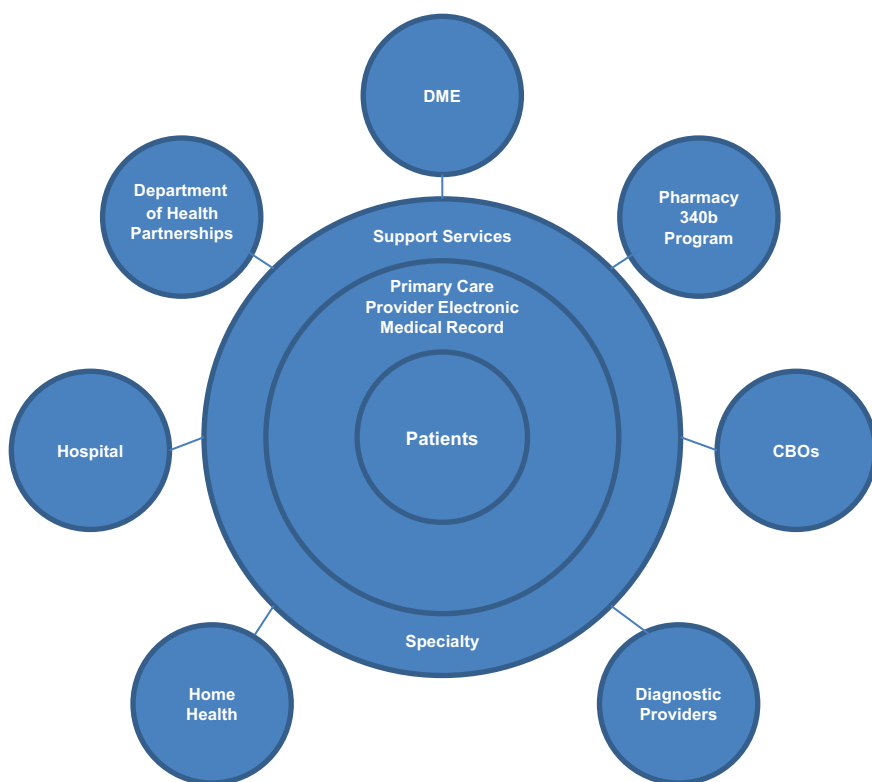 DME
Department
of Health
Partnerships
Pharmacy
340b
Program
Support Services
Primary Care
Provider Electronic
Medical Record
Patients
Hospital
CBOs
Specialty
Home
Health
Diagnostic
Providers